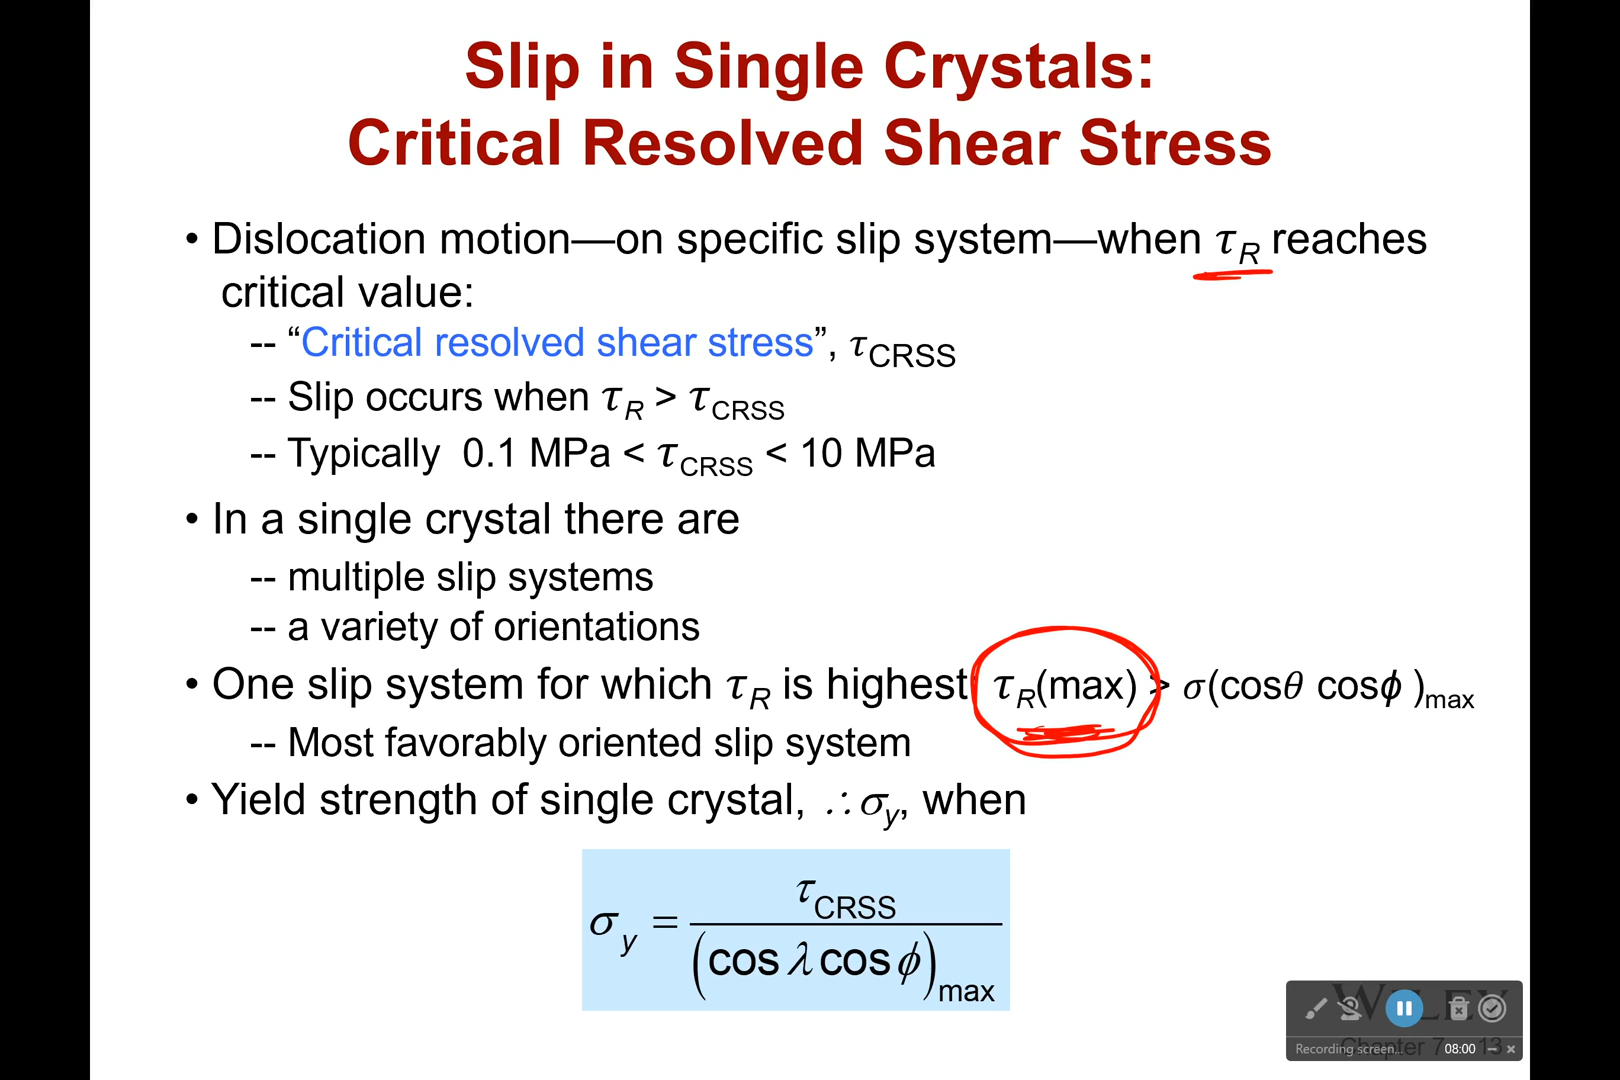 Slip in Single Crystals:
Critical Resolved Shear Stress
• Dislocation motion—on specific slip system—when τR reaches
critical value:
-- “Critical resolved shear stress”, τCRSS
-- Slip occurs when τR > τCRSS
-- Typically 0.1 MPa < τCRSS < 10 MPa
• In a single crystal there are
-- multiple slip systems
-- a variety of orientations
• One slip system for which τR is highest τR(max) > σ(cosθ cosϕ )max
-- Most favorably oriented slip system
• Yield strength of single crystal, ∴σy, when
σy = τCRSS / (cos λ cos ϕ)max
WILEY
Chapter 7 - 13
Recording screen... 08:00